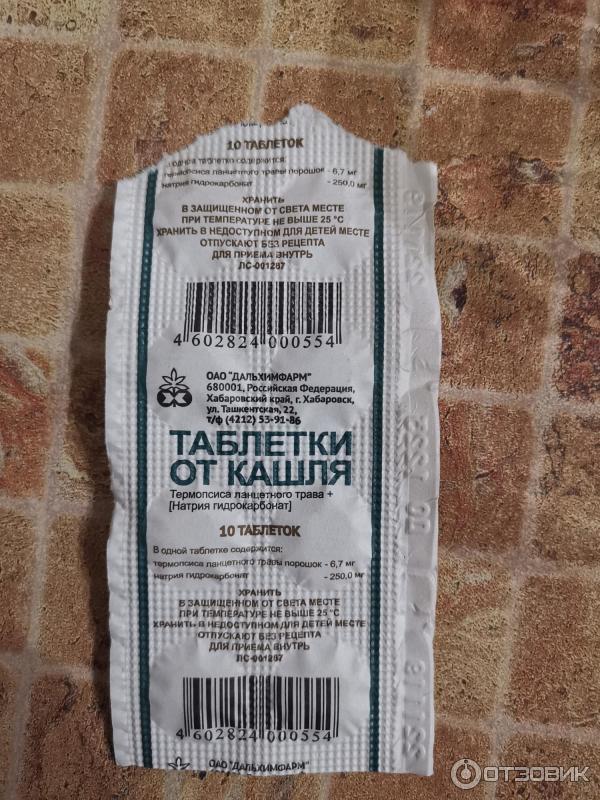 10 ТАБЛЕТОК
в одной таблетке содержится:
термопсиса ланцетного травы порошок - 6,7 мг
натрия гидрокарбонат - 250,0 мг
ХРАНИТЬ
В ЗАЩИЩЕННОМ ОТ СВЕТА МЕСТЕ
ПРИ ТЕМПЕРАТУРЕ НЕ ВЫШЕ 25 °С
ХРАНИТЬ В НЕДОСТУПНОМ ДЛЯ ДЕТЕЙ МЕСТЕ
ОТПУСКАЮТ БЕЗ РЕЦЕПТА
ДЛЯ ПРИЕМА ВНУТРЬ
ЛС-001287
4 602824 000554
ОАО "ДАЛЬХИМФАРМ"
680001, Российская Федерация,
Хабаровский край, г. Хабаровск,
ул. Ташкентская, 22,
т/ф (4212) 53-91-86
ТАБЛЕТКИ
ОТ КАШЛЯ
Термопсиса ланцетного трава +
[Натрия гидрокарбонат]
10 ТАБЛЕТОК
В одной таблетке содержится:
термопсиса ланцетного травы порошок - 6,7 мг
натрия гидрокарбонат - 250,0 мг
ХРАНИТЬ
В ЗАЩИЩЕННОМ ОТ СВЕТА МЕСТЕ
ПРИ ТЕМПЕРАТУРЕ НЕ ВЫШЕ 25 °С
ХРАНИТЬ В НЕДОСТУПНОМ ДЛЯ ДЕТЕЙ МЕСТЕ
ОТПУСКАЮТ БЕЗ РЕЦЕПТА
ДЛЯ ПРИЕМА ВНУТРЬ
ЛС-001287
4 602824 000554
ОАО "ДАЛЬХИМФАРМ"
ОТЗОВИК